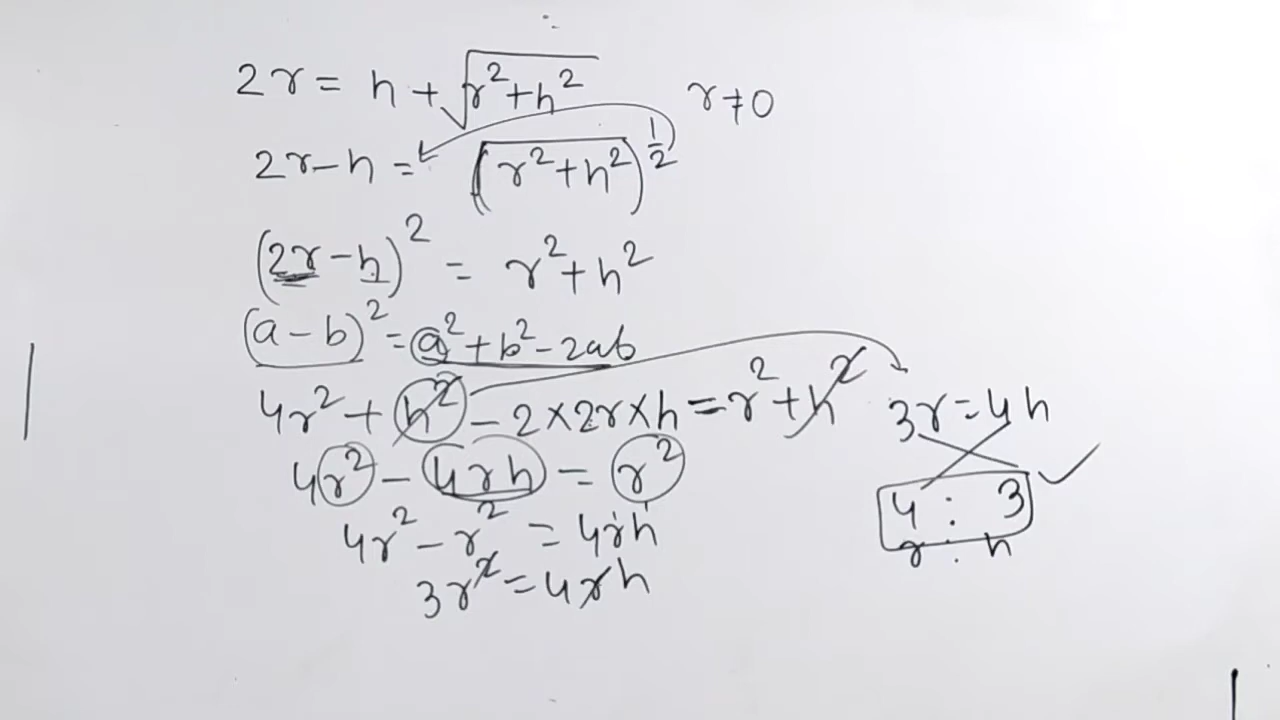 2r = h + √(r²+h²) r≠0
2r-h = (r²+h²)^1/2
(2r-h)² = r²+h²
(a-b)² = a²+b²-2ab
4r²+h²-2×2r×h = r²+h²
4r²-4rh = r²
4r²-r² = 4rh
3r² = 4rh
3r = 4h
4 : 3
r : h